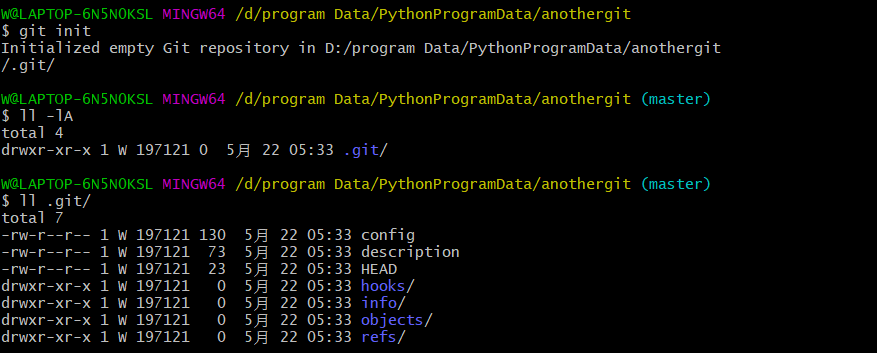 W@LAPTOP-6N5N0KSL MINGW64 /d/program Data/PythonProgramData/anothergit
$ git init
Initialized empty Git repository in D:/program Data/PythonProgramData/anothergit
/.git/
W@LAPTOP-6N5N0KSL MINGW64 /d/program Data/PythonProgramData/anothergit (master)
$ ll -lA
total 4
drwxr-xr-x 1 W 197121 0  5月 22 05:33 .git/
W@LAPTOP-6N5N0KSL MINGW64 /d/program Data/PythonProgramData/anothergit (master)
$ ll .git/
total 7
-rw-r--r-- 1 W 197121 130  5月 22 05:33 config
-rw-r--r-- 1 W 197121  73  5月 22 05:33 description
-rw-r--r-- 1 W 197121  23  5月 22 05:33 HEAD
drwxr-xr-x 1 W 197121   0  5月 22 05:33 hooks/
drwxr-xr-x 1 W 197121   0  5月 22 05:33 info/
drwxr-xr-x 1 W 197121   0  5月 22 05:33 objects/
drwxr-xr-x 1 W 197121   0  5月 22 05:33 refs/